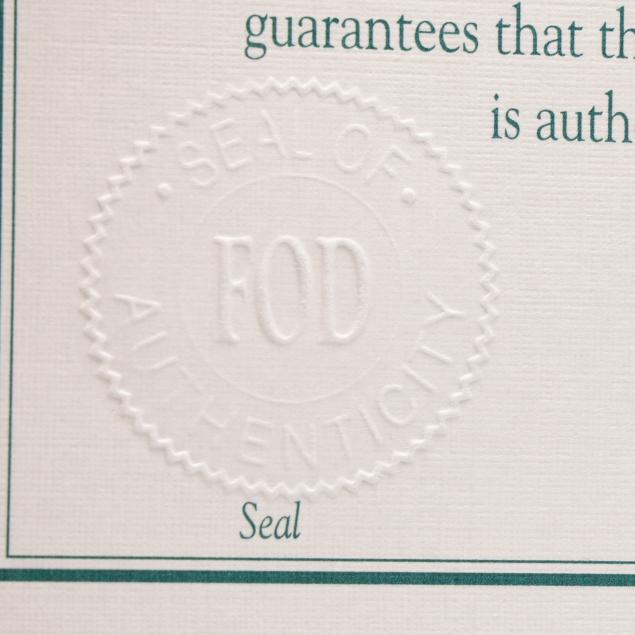 guarantees that th
is auth
SEAL OF
FOD
AUTHENTICITY
Seal